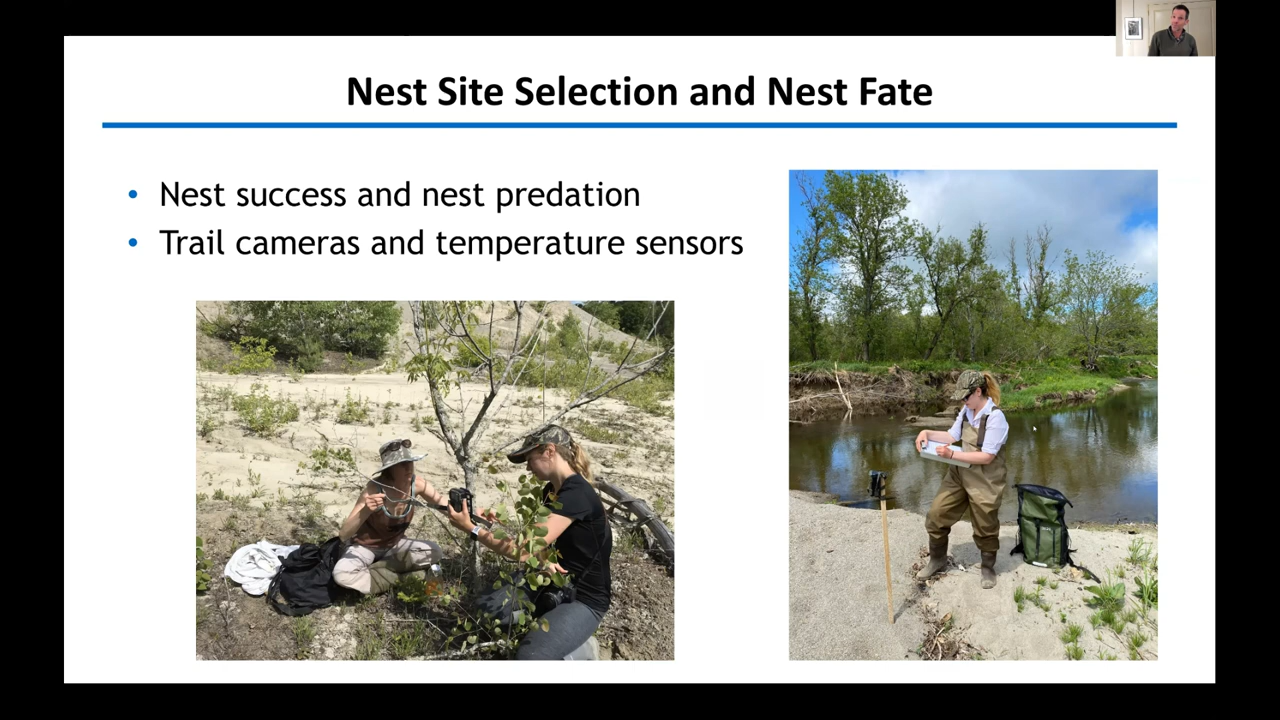 Nest Site Selection and Nest Fate
• Nest success and nest predation
• Trail cameras and temperature sensors